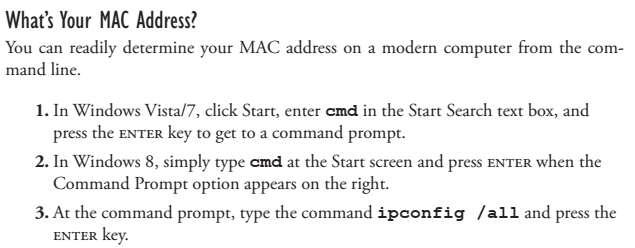 What's Your MAC Address?
You can readily determine your MAC address on a modern computer from the com-
mand line.
1. In Windows Vista/7, click Start, enter cmd in the Start Search text box, and
press the ENTER key to get to a command prompt.
2. In Windows 8, simply type cmd at the Start screen and press ENTER when the
Command Prompt option appears on the right.
3. At the command prompt, type the command ipconfig /all and press the
ENTER key.